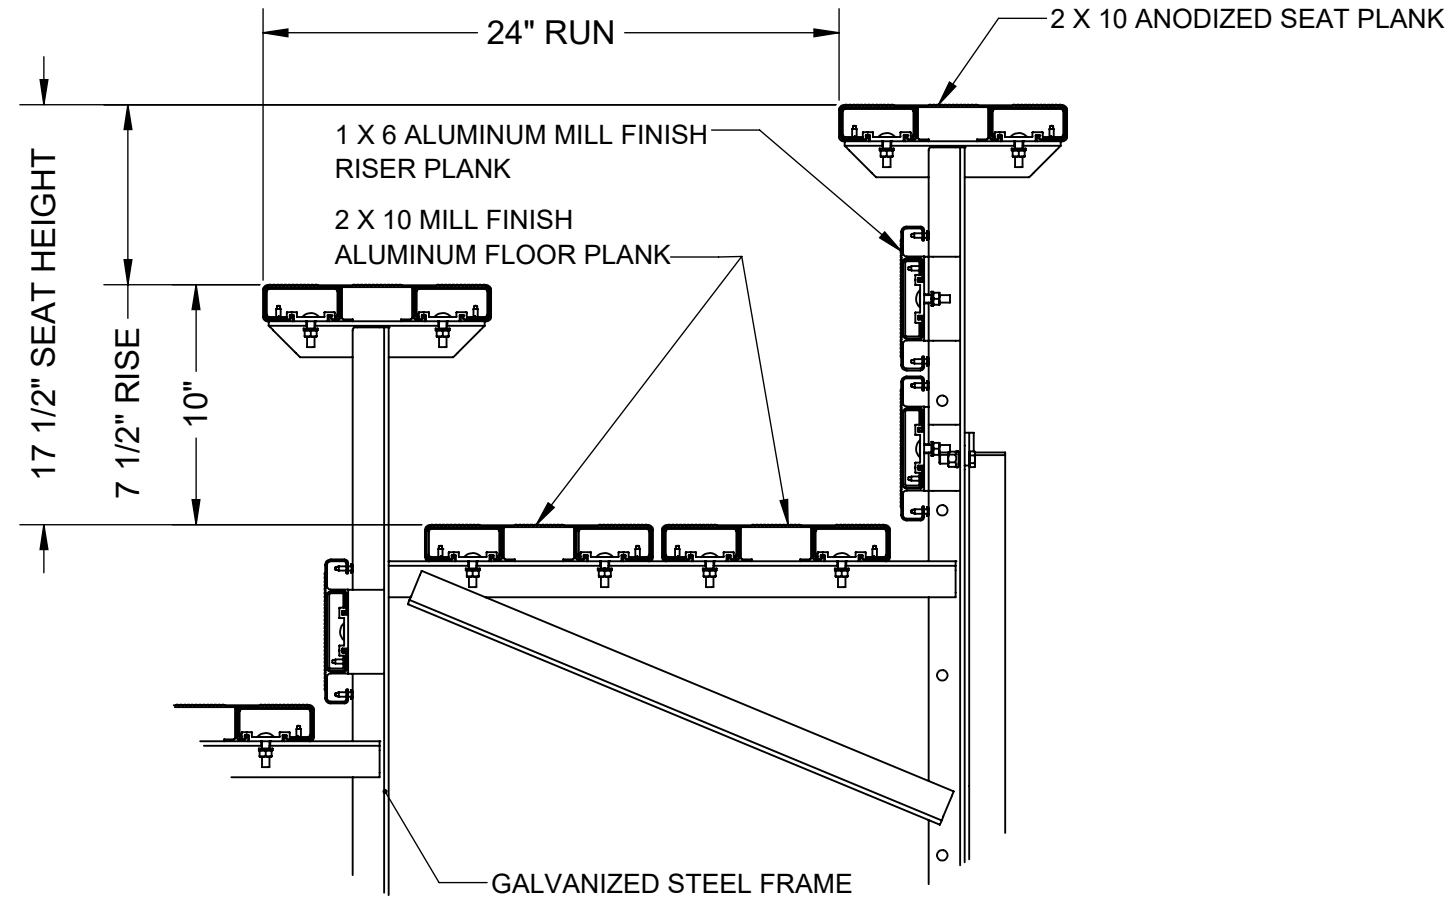 2 X 10 ANODIZED SEAT PLANK
24" RUN
1 X 6 ALUMINUM MILL FINISH
RISER PLANK
2 X 10 MILL FINISH
ALUMINUM FLOOR PLANK
17 1/2" SEAT HEIGHT
7 1/2" RISE
10"
GALVANIZED STEEL FRAME